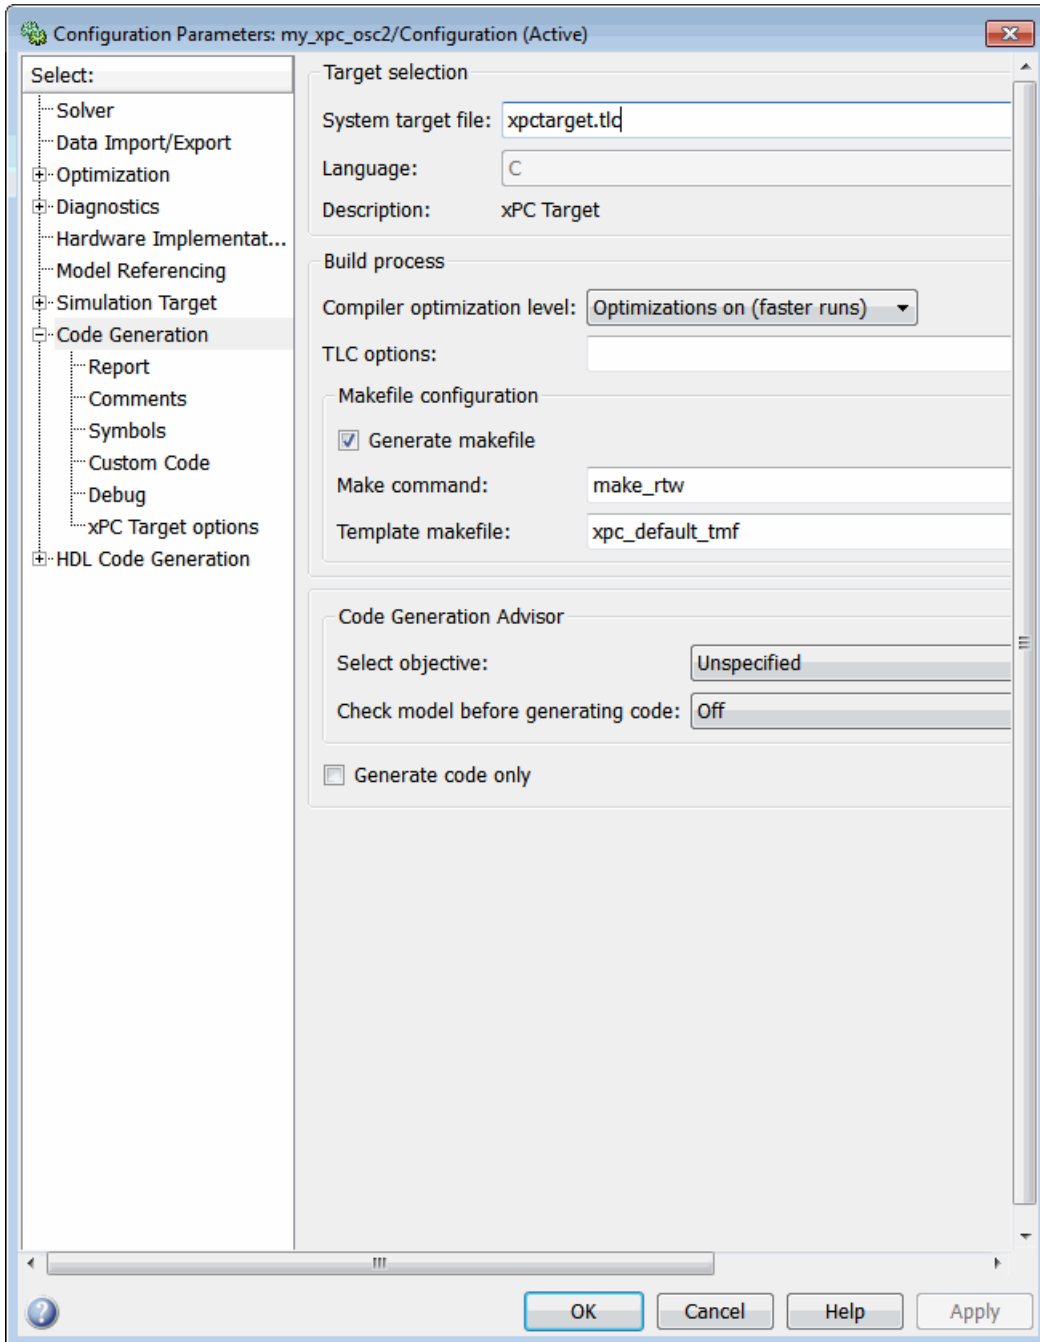 Configuration Parameters: my_xpc_osc2/Configuration (Active)
Select:
Solver
Data Import/Export
Optimization
Diagnostics
Hardware Implementat...
Model Referencing
Simulation Target
Code Generation
Report
Comments
Symbols
Custom Code
Debug
xPC Target options
HDL Code Generation
Target selection
System target file: xpctarget.tlc
Language: C
Description: xPC Target
Build process
Compiler optimization level: Optimizations on (faster runs)
TLC options:
Makefile configuration
Generate makefile
Make command: make_rtw
Template makefile: xpc_default_tmf
Code Generation Advisor
Select objective: Unspecified
Check model before generating code: Off
Generate code only
OK Cancel Help Apply